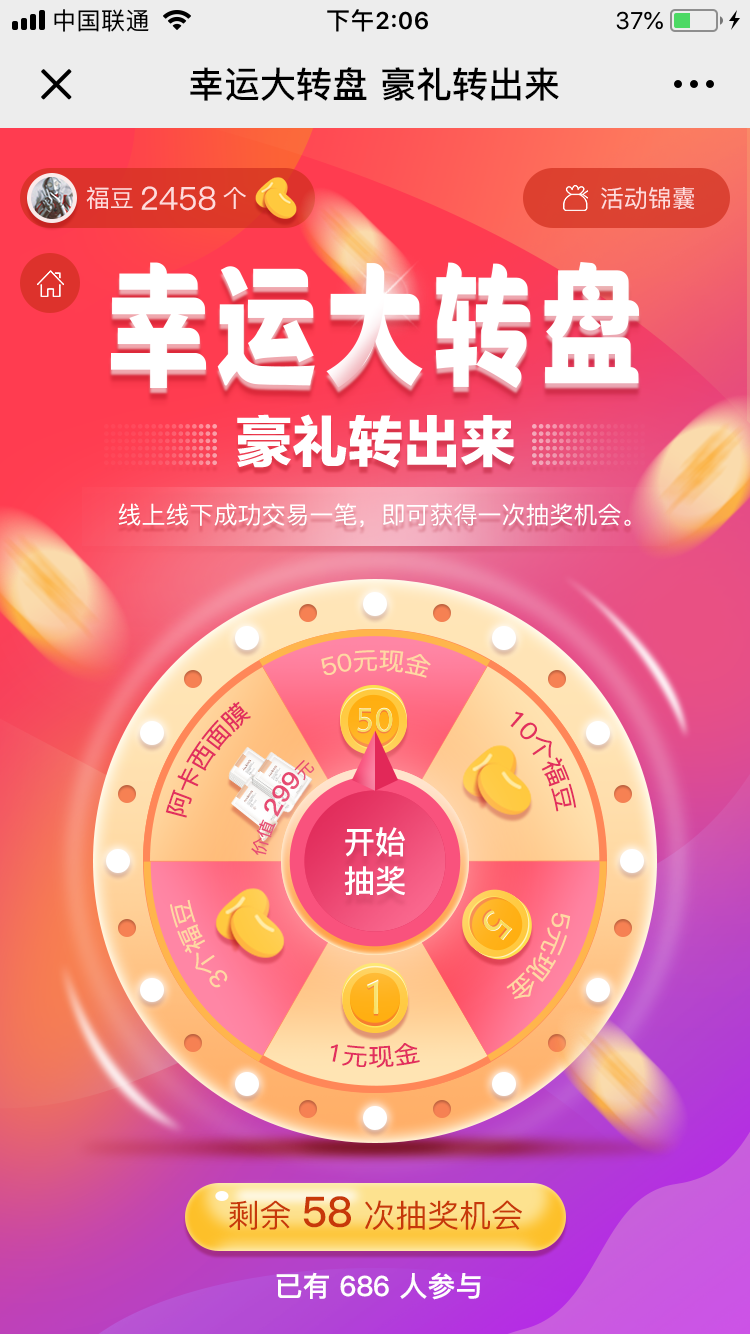 中国联通
下午2:06
37%
幸运大转盘 豪礼转出来
福豆 2458 个
活动锦囊
幸运大转盘
豪礼转出来
线上线下成功交易一笔，即可获得一次抽奖机会。
50元现金
50
10个福豆
5元现金
5
1
1元现金
3个福豆
阿卡西面膜
价值 299元
开始
抽奖
剩余 58 次抽奖机会
已有 686 人参与